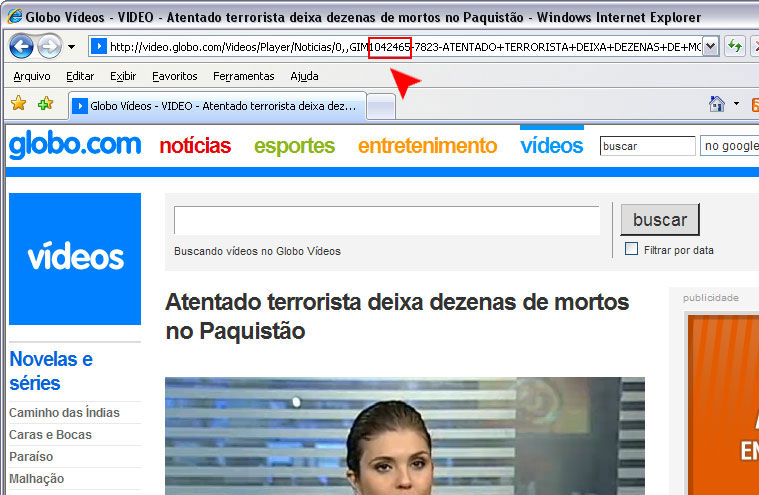 Globo Vídeos - VIDEO - Atentado terrorista deixa dezenas de mortos no Paquistão - Windows Internet Explorer
http://video.globo.com/Videos/Player/Noticias/0,,GIM1042465-7823-ATENTADO+TERRORISTA+DEIXA+DEZENAS+DE+MO
Arquivo Editar Exibir Favoritos Ferramentas Ajuda
Globo Vídeos - VIDEO - Atentado terrorista deixa dez...
globo.com notícias esportes entretenimento vídeos buscar no google
vídeos
buscar
Buscando vídeos no Globo Vídeos
Filtrar por data
Atentado terrorista deixa dezenas de mortos
no Paquistão
publicidade
Novelas e
séries
Caminho das Índias
Caras e Bocas
Paraíso
Malhação
EN